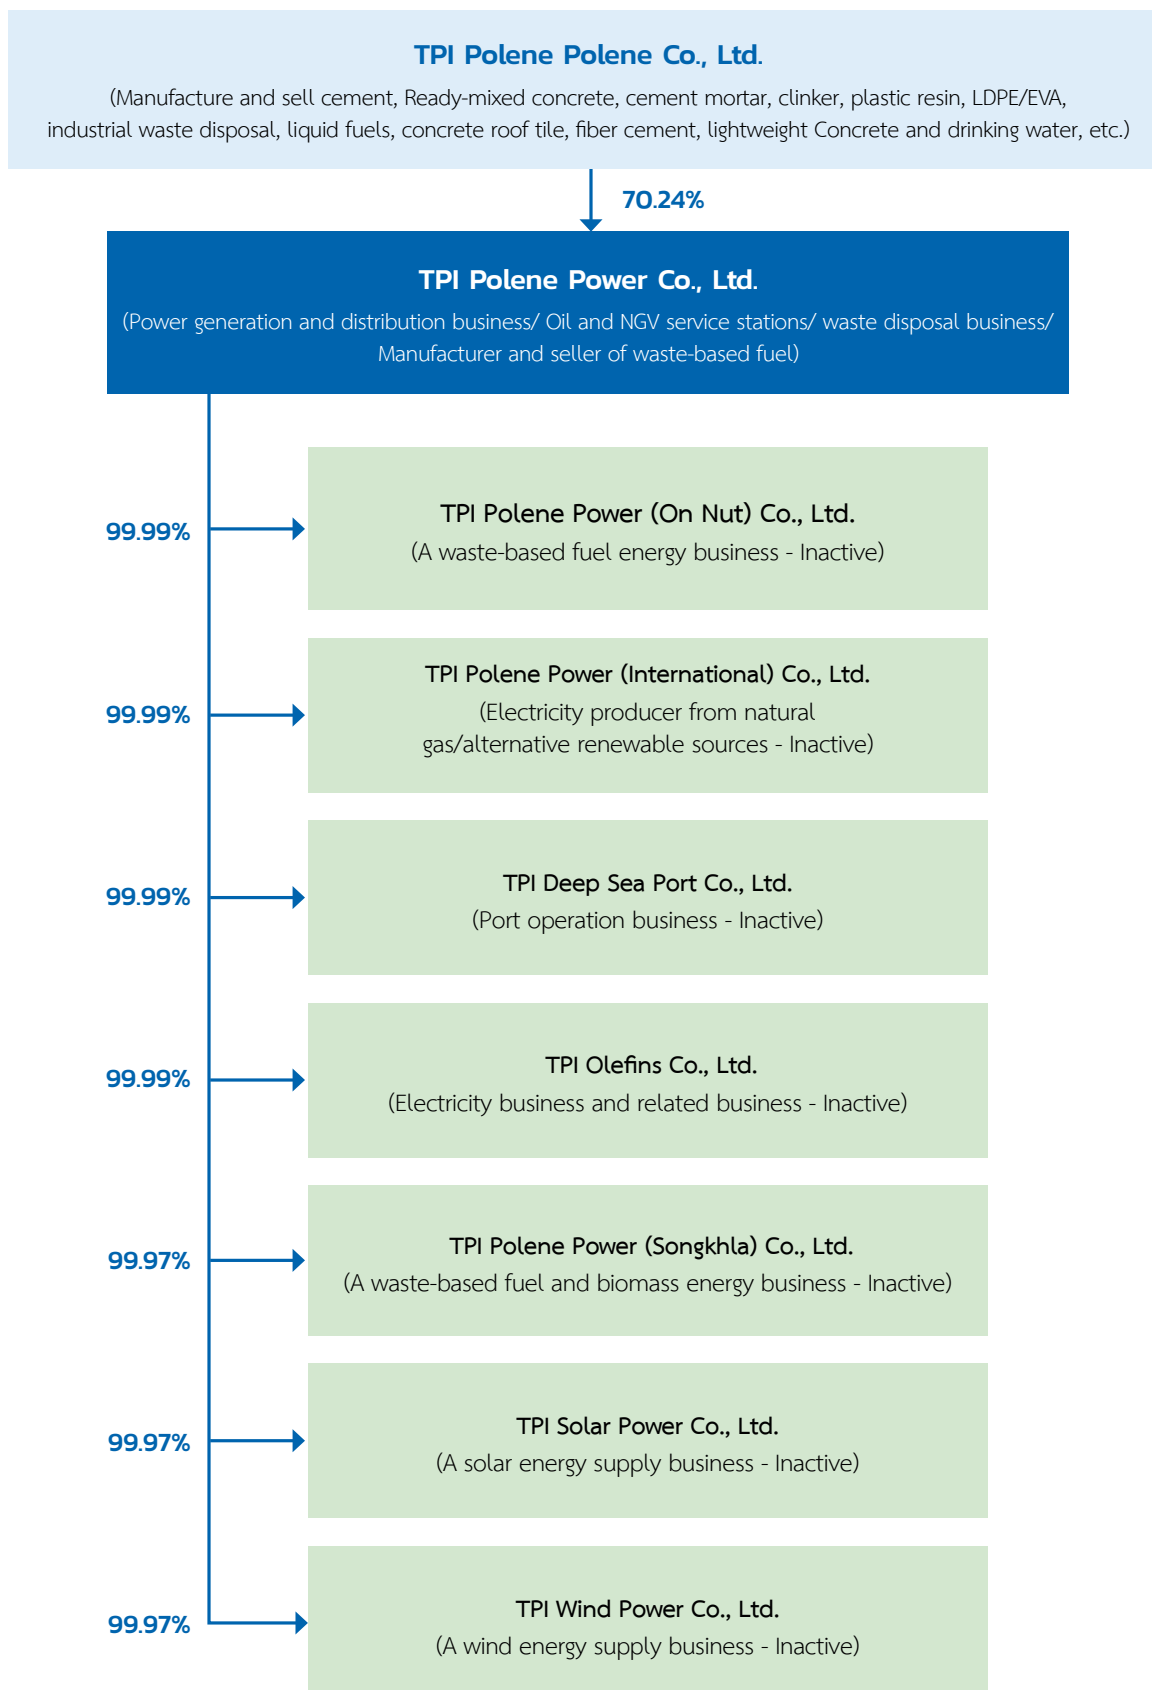 TPI Polene Polene Co., Ltd.
(Manufacture and sell cement, Ready-mixed concrete, cement mortar, clinker, plastic resin, LDPE/EVA,
industrial waste disposal, liquid fuels, concrete roof tile, fiber cement, lightweight Concrete and drinking water, etc.)
70.24%
TPI Polene Power Co., Ltd.
(Power generation and distribution business/ Oil and NGV service stations/ waste disposal business/
Manufacturer and seller of waste-based fuel)
99.99%
TPI Polene Power (On Nut) Co., Ltd.
(A waste-based fuel energy business - Inactive)
99.99%
TPI Polene Power (International) Co., Ltd.
(Electricity producer from natural
gas/alternative renewable sources - Inactive)
99.99%
TPI Deep Sea Port Co., Ltd.
(Port operation business - Inactive)
99.99%
TPI Olefins Co., Ltd.
(Electricity business and related business - Inactive)
99.97%
TPI Polene Power (Songkhla) Co., Ltd.
(A waste-based fuel and biomass energy business - Inactive)
99.97%
TPI Solar Power Co., Ltd.
(A solar energy supply business - Inactive)
99.97%
TPI Wind Power Co., Ltd.
(A wind energy supply business - Inactive)